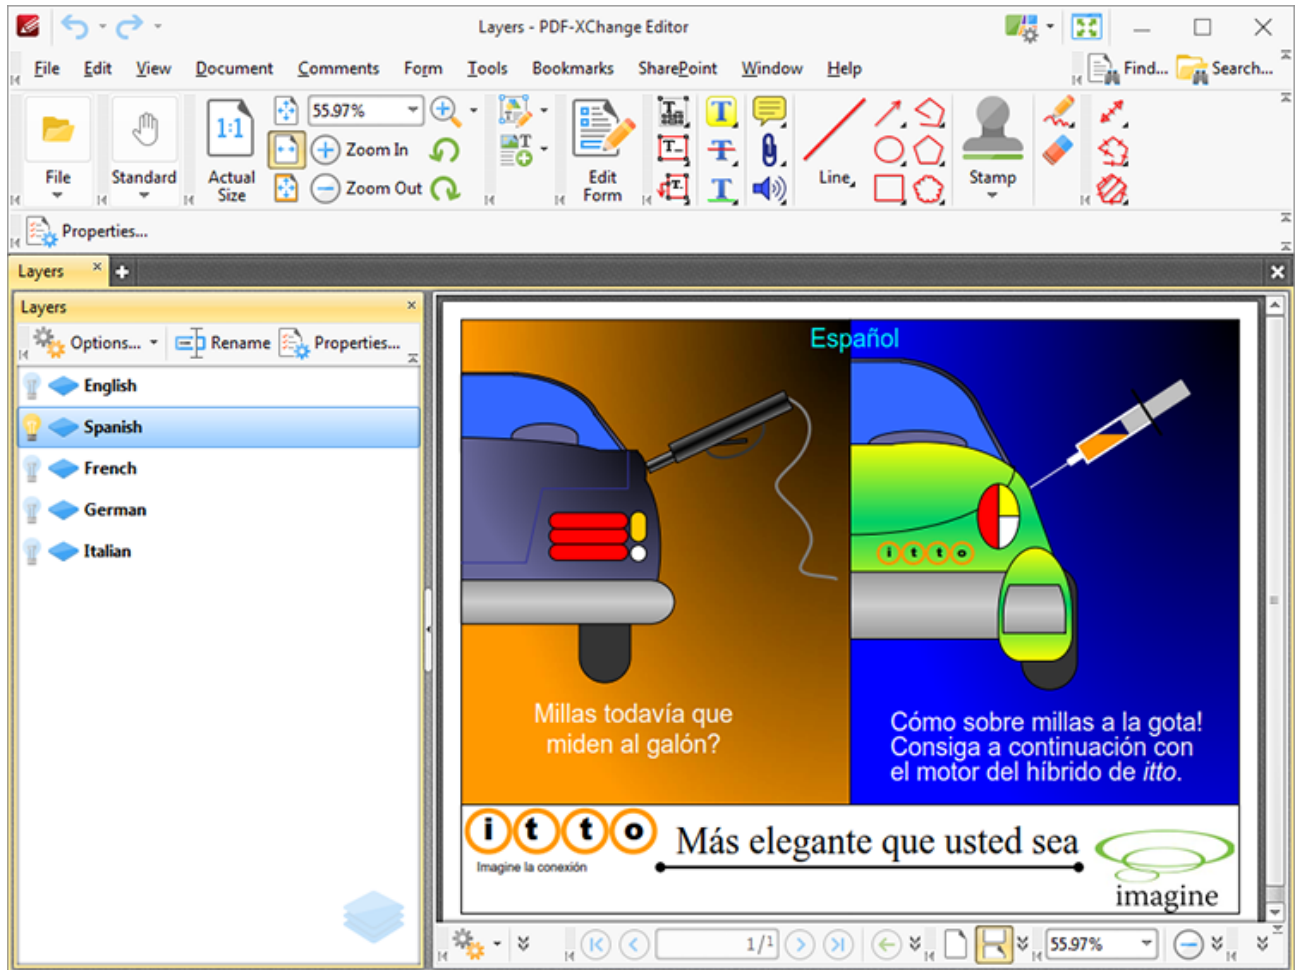 Layers - PDF-XChange Editor
File Edit View Document Comments Form Tools Bookmarks SharePoint Window Help Find... Search...
File
Standard
1:1
Actual
Size
55.97%
Zoom In
Zoom Out
Edit
Form
Line
Stamp
Properties...
Layers
Layers
Options... Rename Properties...
English
Spanish
French
German
Italian
Español
itto
Millas todavía que
miden al galón?
Cómo sobre millas a la gota!
Consiga a continuación con
el motor del híbrido de itto.
itto
Imagine la conexión
Más elegante que usted sea
imagine
1/1
55.97%